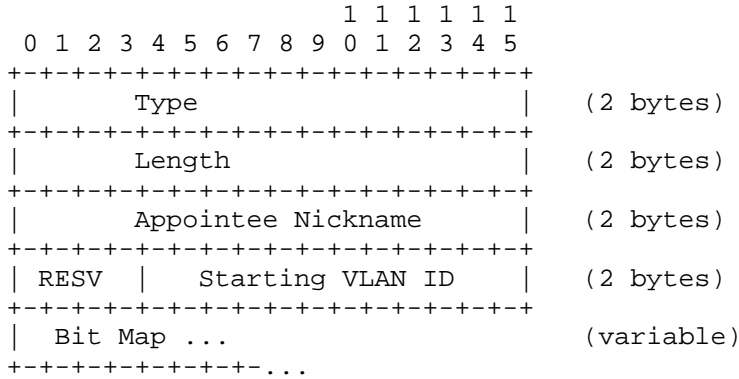 1 1 1 1 1 1
 0 1 2 3 4 5 6 7 8 9 0 1 2 3 4 5
+-+-+-+-+-+-+-+-+-+-+-+-+-+-+-+-+
|       Type                    |   (2 bytes)
+-+-+-+-+-+-+-+-+-+-+-+-+-+-+-+-+
|       Length                  |   (2 bytes)
+-+-+-+-+-+-+-+-+-+-+-+-+-+-+-+-+
|       Appointee Nickname      |   (2 bytes)
+-+-+-+-+-+-+-+-+-+-+-+-+-+-+-+-+
| RESV  |   Starting VLAN ID    |   (2 bytes)
+-+-+-+-+-+-+-+-+-+-+-+-+-+-+-+-+
|  Bit Map ...                      (variable)
+-+-+-+-+-+-+-+-...